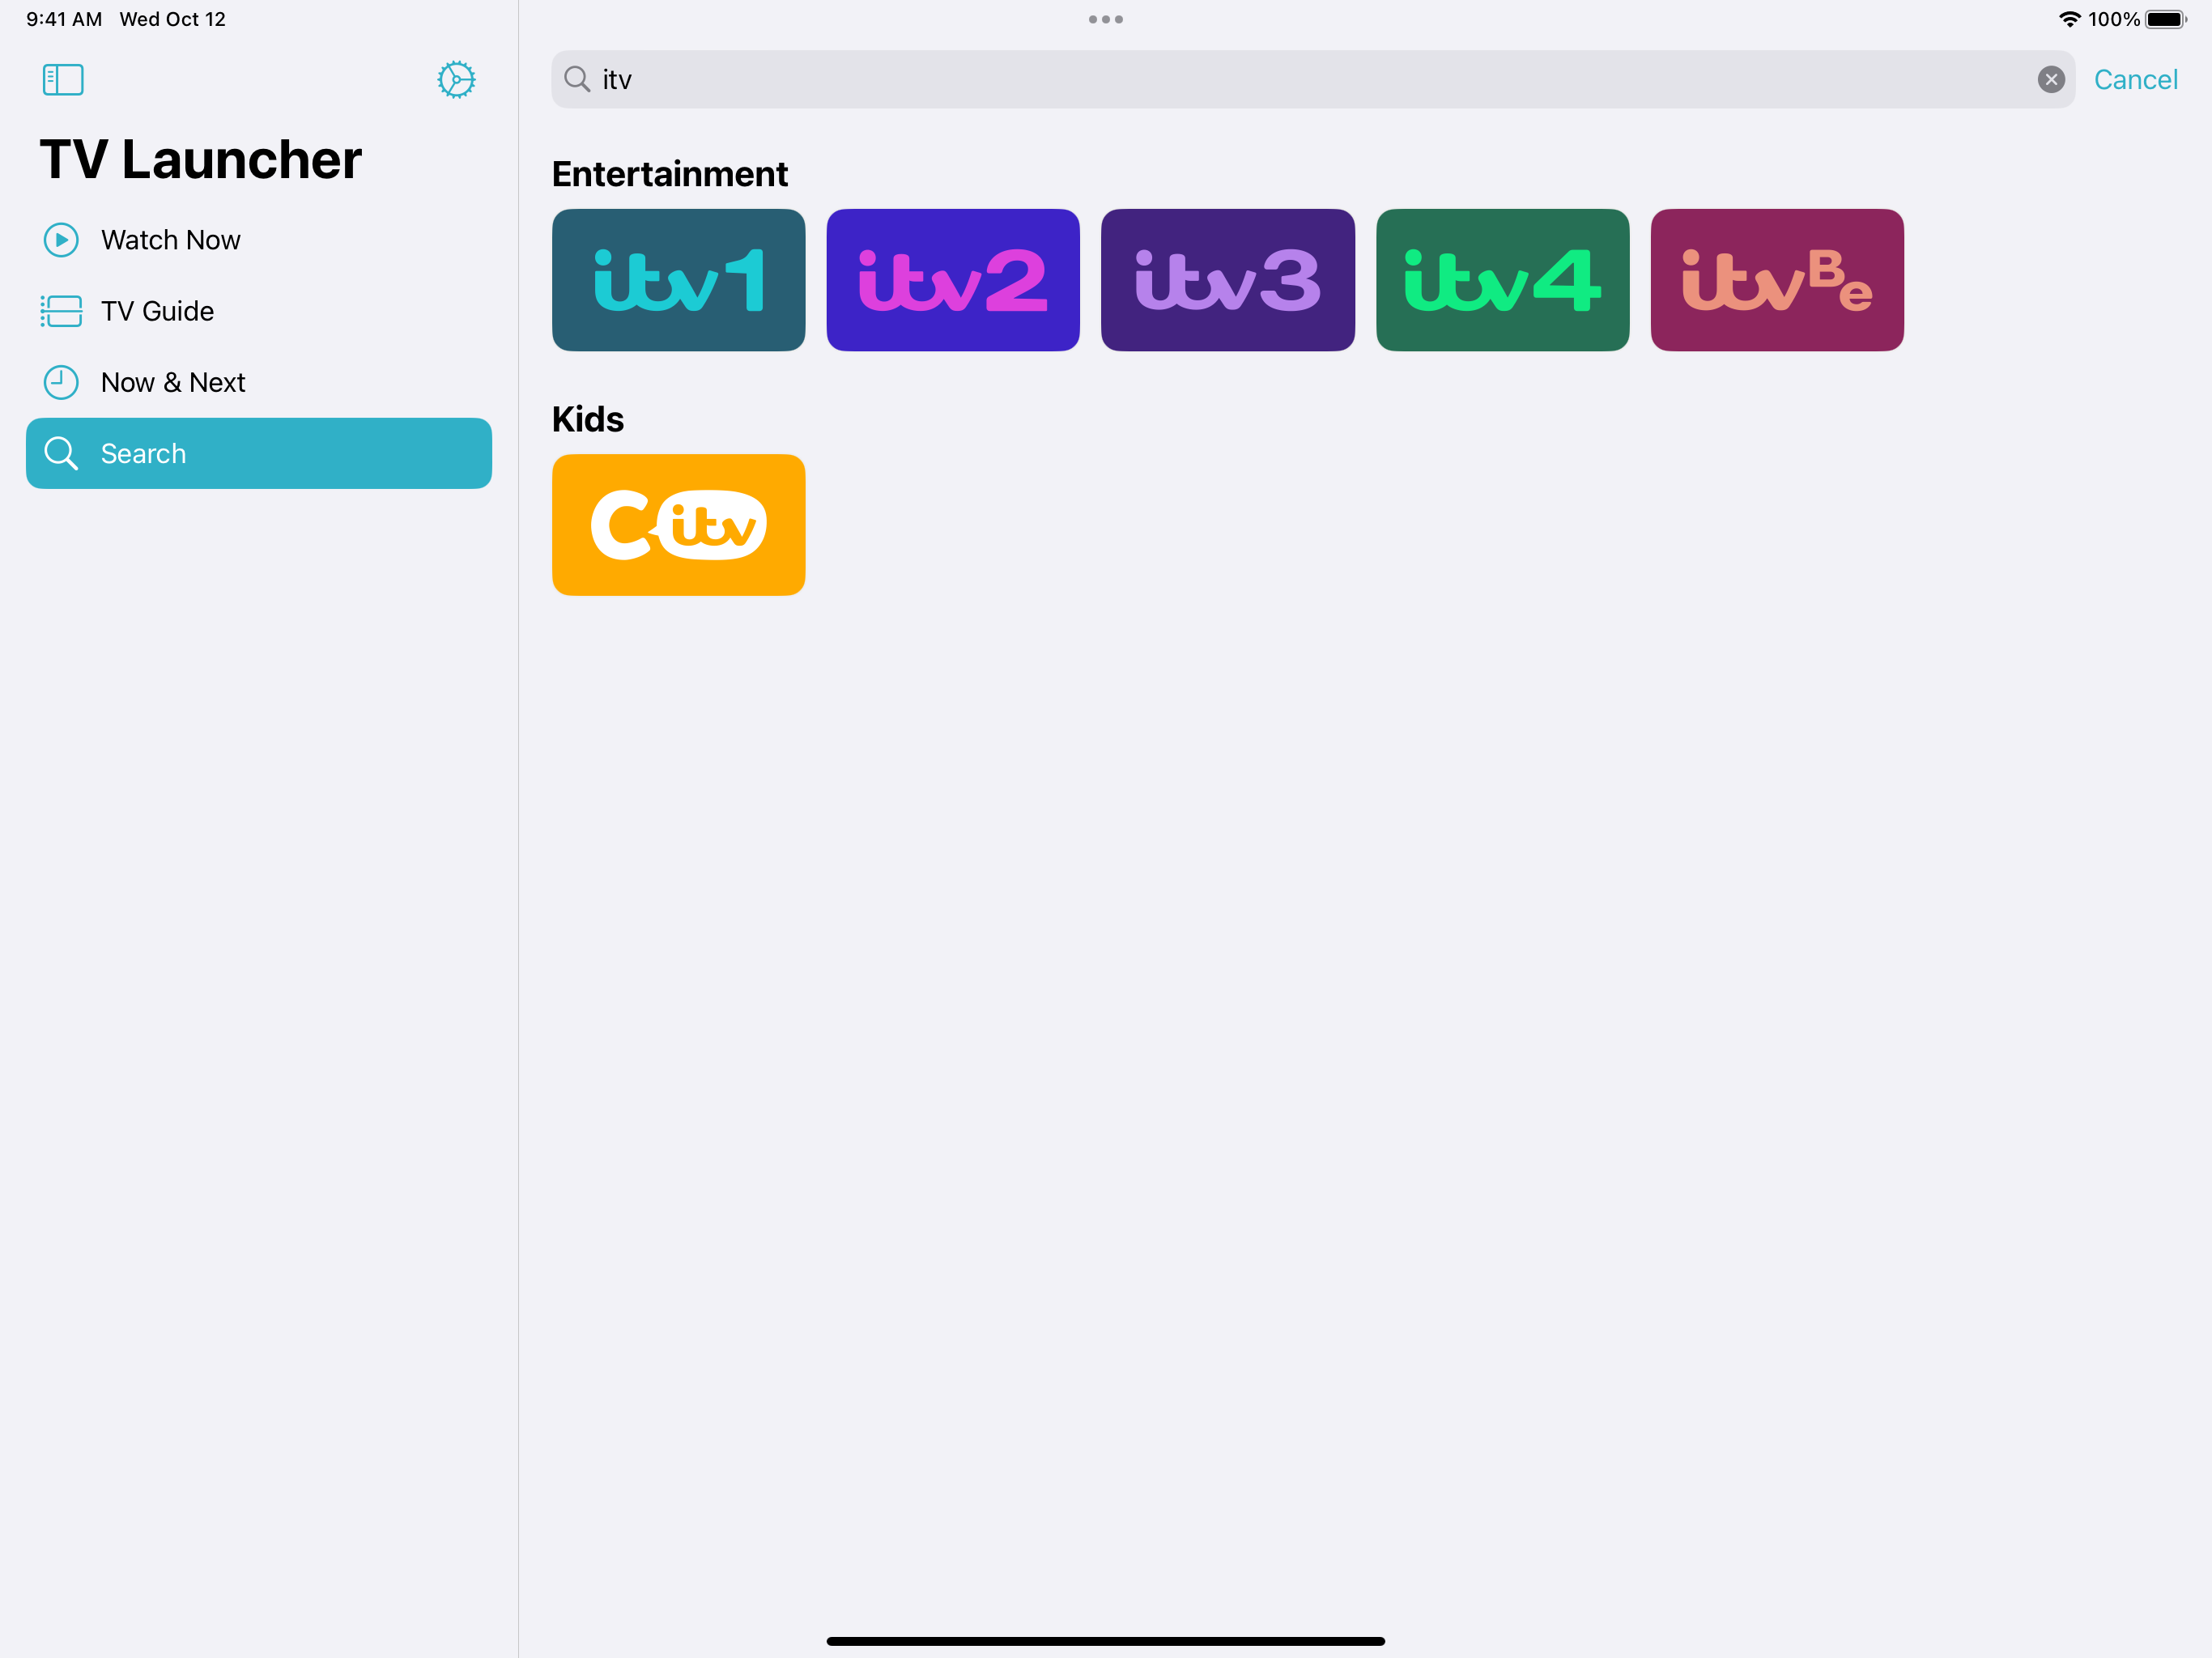 9:41 AM Wed Oct 12
100%
TV Launcher
Watch Now
TV Guide
Now & Next
Search
itv
Cancel
Entertainment
itv1 itv2 itv3 itv4 itvBe
Kids
Citv